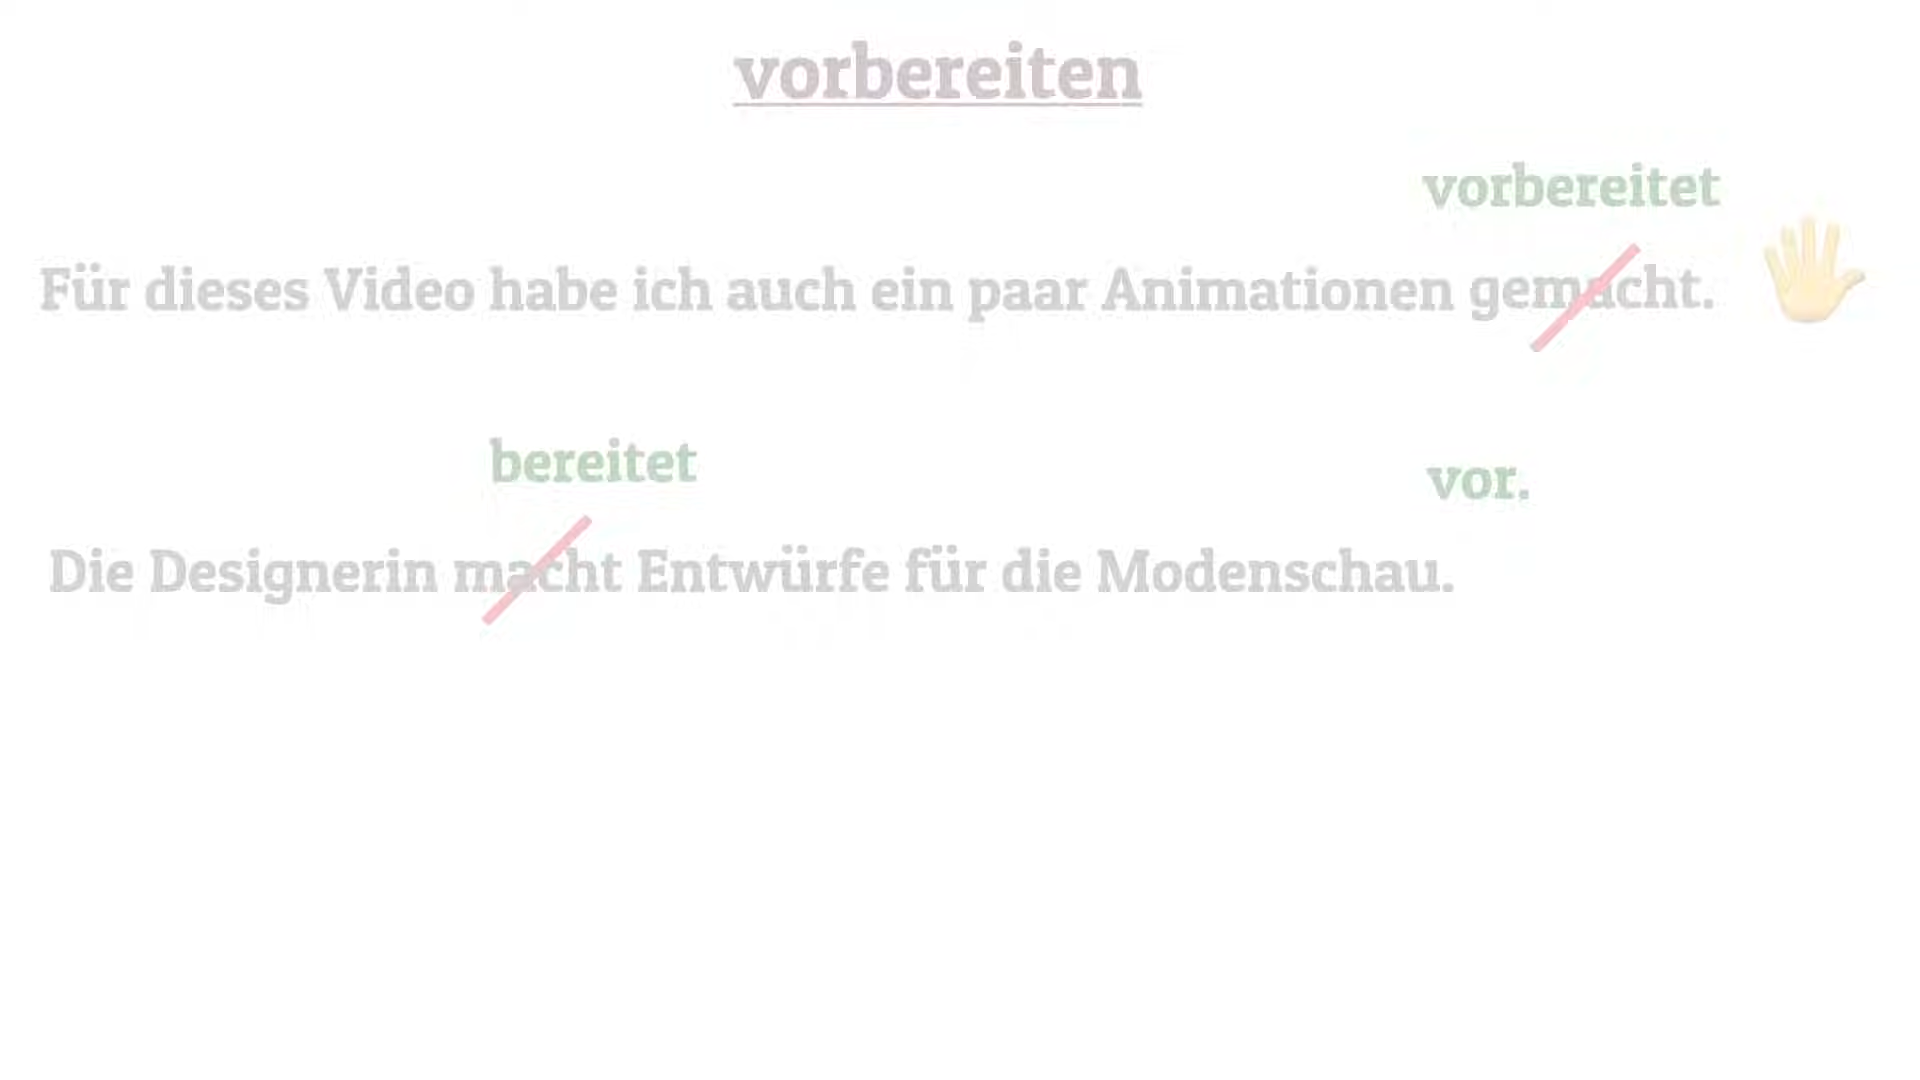 vorbereiten
vorbereitet
Für dieses Video habe ich auch ein paar Animationen gemacht.
bereitet vor.
Die Designerin macht Entwürfe für die Modenschau.